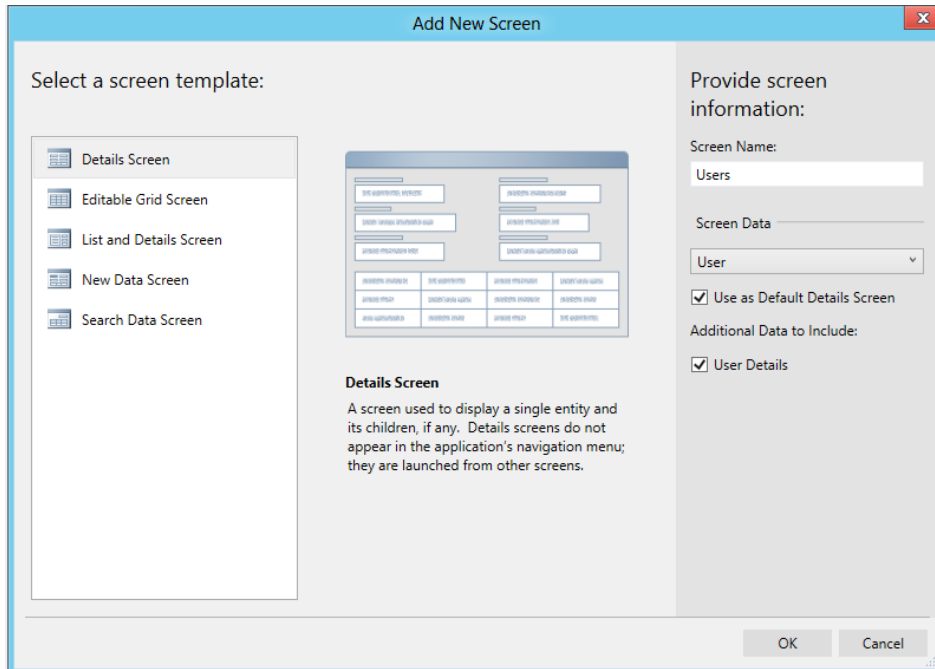 Add New Screen
Select a screen template:
Details Screen
Editable Grid Screen
List and Details Screen
New Data Screen
Search Data Screen
Details Screen
A screen used to display a single entity and
its children, if any. Details screens do not
appear in the application's navigation menu;
they are launched from other screens.
Provide screen
information:
Screen Name:
Users
Screen Data
User
Use as Default Details Screen
Additional Data to Include:
User Details
OK
Cancel